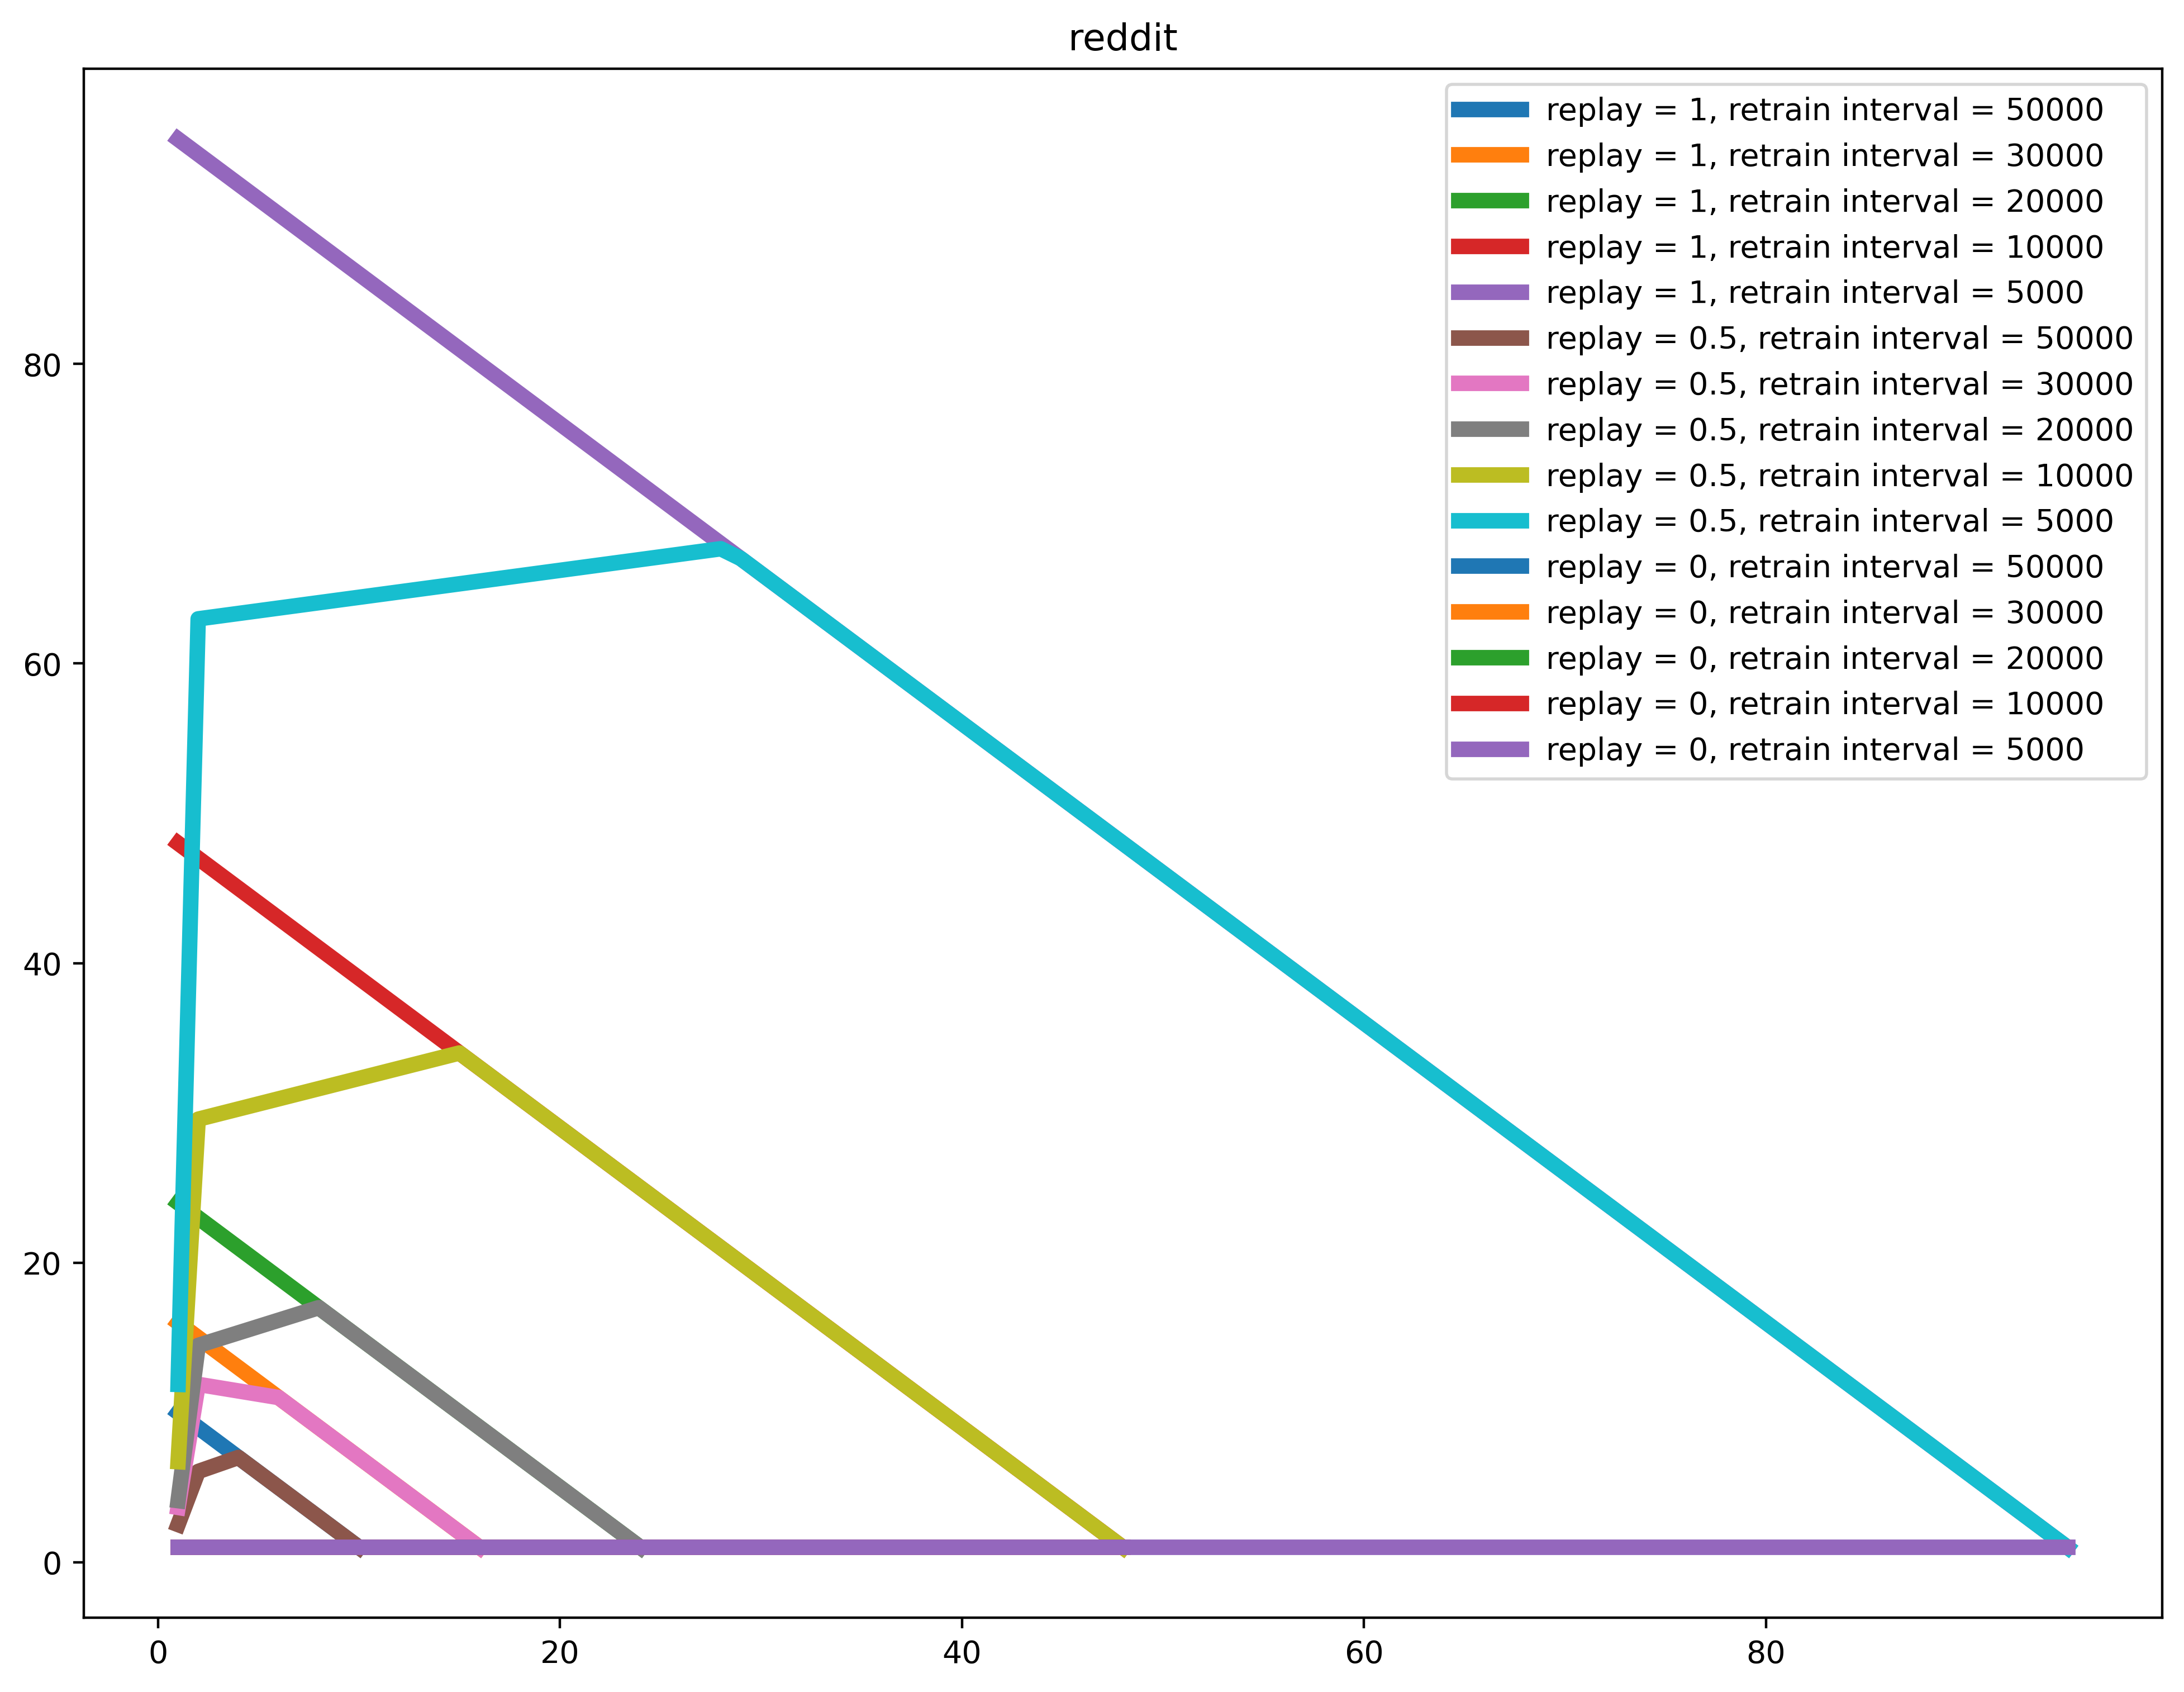 reddit
replay = 1, retrain interval = 50000
replay = 1, retrain interval = 30000
replay = 1, retrain interval = 20000
replay = 1, retrain interval = 10000
replay = 1, retrain interval = 5000
replay = 0.5, retrain interval = 50000
replay = 0.5, retrain interval = 30000
replay = 0.5, retrain interval = 20000
replay = 0.5, retrain interval = 10000
replay = 0.5, retrain interval = 5000
replay = 0, retrain interval = 50000
replay = 0, retrain interval = 30000
replay = 0, retrain interval = 20000
replay = 0, retrain interval = 10000
replay = 0, retrain interval = 5000
80
60
40
20
0
0 20 40 60 80